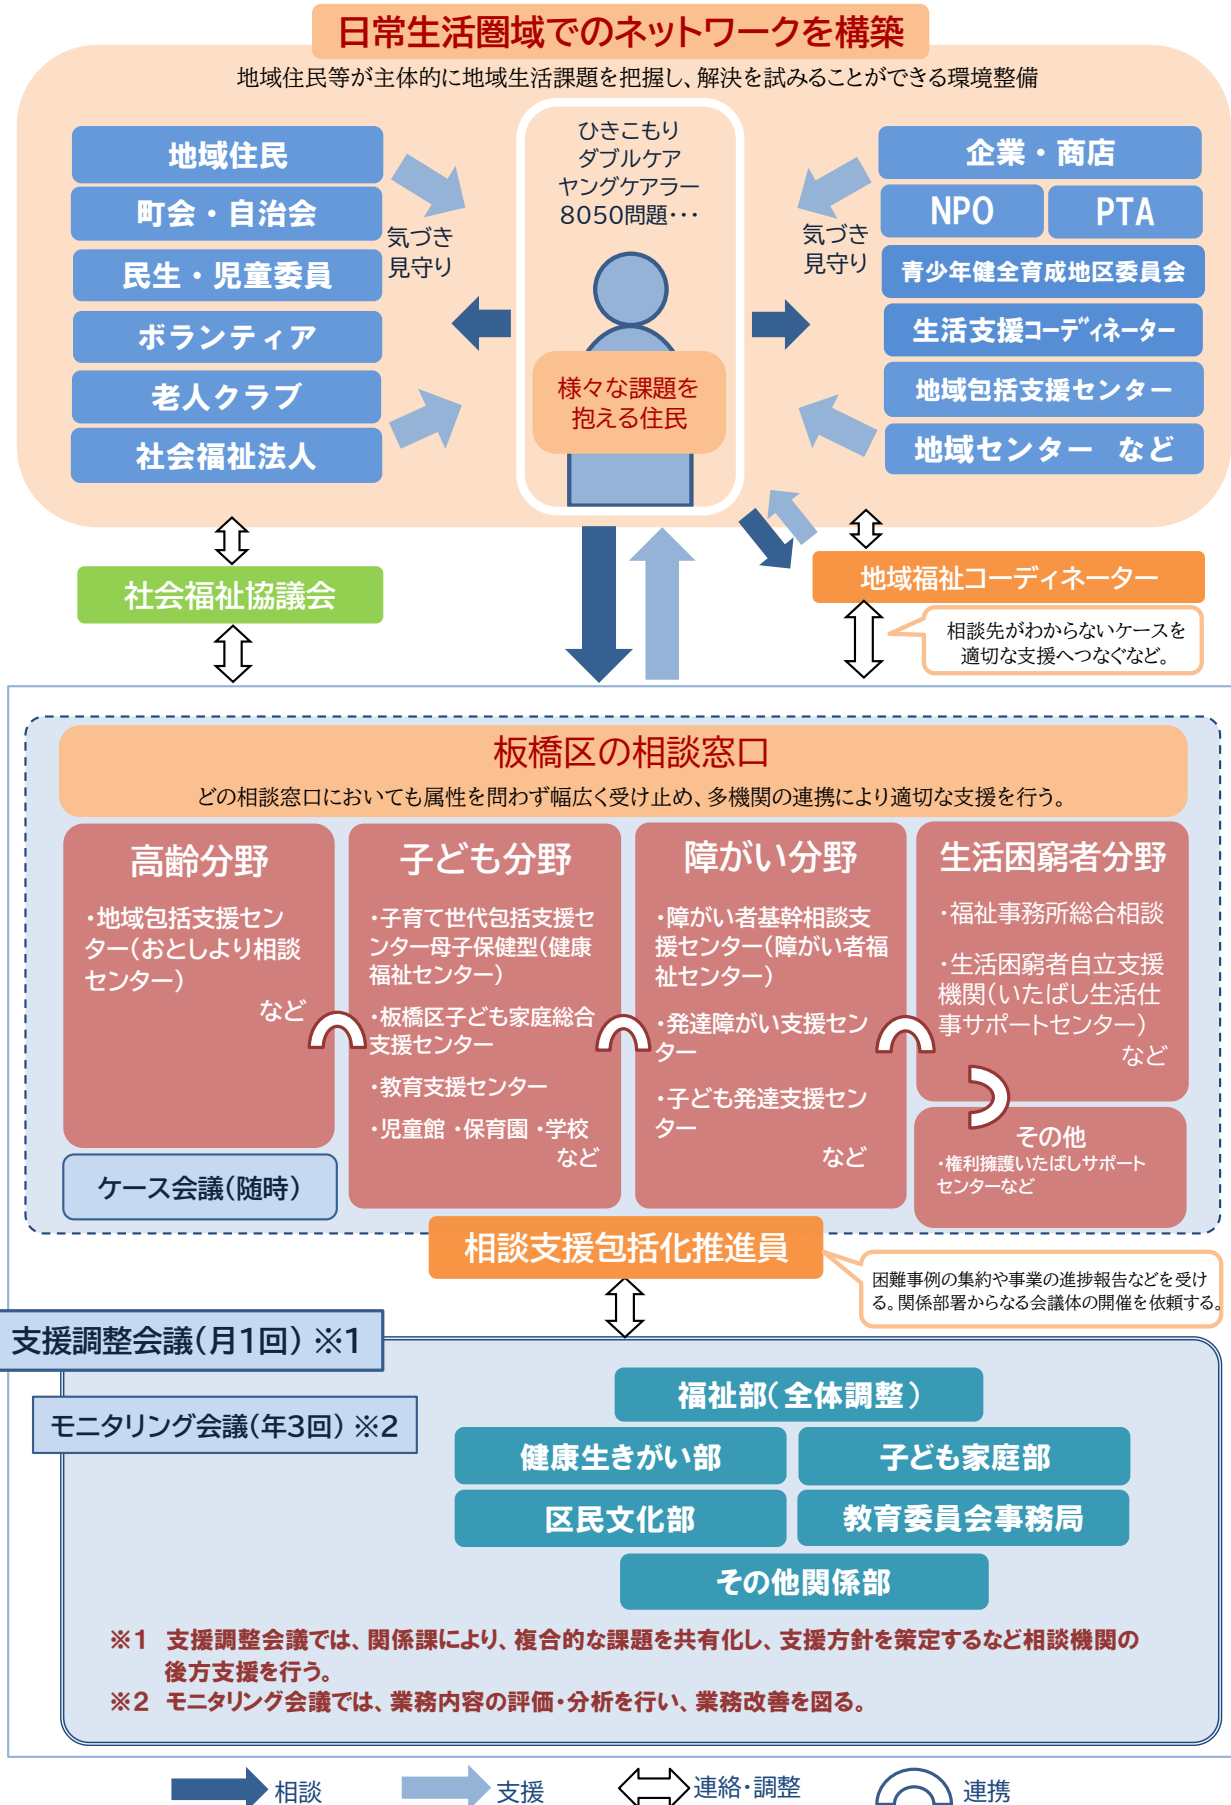 日常生活圏域でのネットワークを構築
地域住民等が主体的に地域生活課題を把握し、解決を試みることができる環境整備
地域住民
町会・自治会
民生・児童委員
ボランティア
老人クラブ
社会福祉法人
気づき
見守り
ひきこもり
ダブルケア
ヤングケアラー
8050問題・・・
様々な課題を
抱える住民
気づき
見守り
企業・商店
NPO
PTA
青少年健全育成地区委員会
生活支援コーディネーター
地域包括支援センター
地域センター など
社会福祉協議会
地域福祉コーディネーター
相談先がわからないケースを
適切な支援へつなぐなど。
板橋区の相談窓口
どの相談窓口においても属性を問わず幅広く受け止め、多機関の連携により適切な支援を行う。
高齢分野
・地域包括支援セン
ター(おとしより相談
センター)
など
ケース会議(随時)
子ども分野
・子育て世代包括支援セ
ンター母子保健型(健康
福祉センター)
・板橋区子ども家庭総合
支援センター
・教育支援センター
・児童館 ・保育園 ・学校
など
障がい分野
・障がい者基幹相談支
援センター(障がい者福
祉センター)
・発達障がい支援セン
ター
・子ども発達支援セン
ター
など
生活困窮者分野
・福祉事務所総合相談
・生活困窮者自立支援
機関(いたばし生活仕
事サポートセンター)
など
その他
・権利擁護いたばしサポート
センターなど
相談支援包括化推進員
困難事例の集約や事業の進捗報告などを受け
る。関係部署からなる会議体の開催を依頼する。
支援調整会議(月1回)※1
モニタリング会議(年3回)※2
福祉部(全体調整)
健康生きがい部
子ども家庭部
区民文化部
教育委員会事務局
その他関係部
※1 支援調整会議では、関係課により、複合的な課題を共有化し、支援方針を策定するなど相談機関の
後方支援を行う。
※2 モニタリング会議では、業務内容の評価・分析を行い、業務改善を図る。
相談
支援
連絡・調整
連携